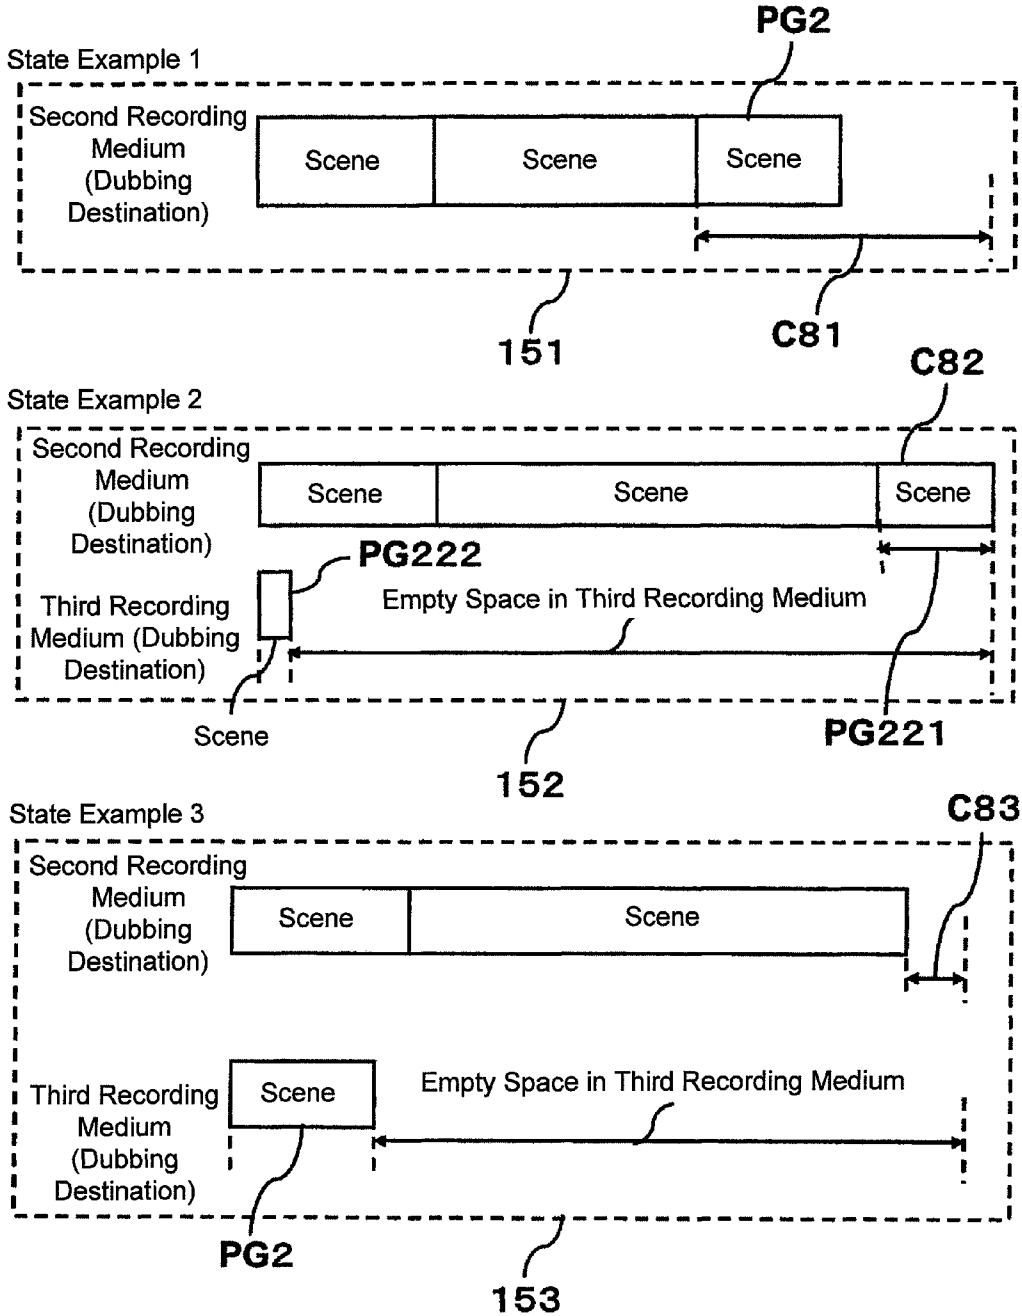 PG2
State Example 1
Second Recording
Medium
(Dubbing
Destination)
Scene
Scene
Scene
C81
151
C82
State Example 2
Second Recording
Medium
(Dubbing
Destination)
Scene
Scene
Scene
PG222
Third Recording
Medium (Dubbing
Destination)
Empty Space in Third Recording Medium
PG221
Scene
152
C83
State Example 3
Second Recording
Medium
(Dubbing
Destination)
Scene
Scene
Third Recording
Medium
(Dubbing
Destination)
Scene
Empty Space in Third Recording Medium
PG2
153